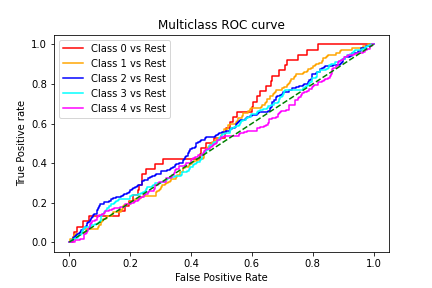 Multiclass ROC curve
True Positive rate
1.0
0.8
0.6
0.4
0.2
0.0
Class 0 vs Rest
Class 1 vs Rest
Class 2 vs Rest
Class 3 vs Rest
Class 4 vs Rest
0.0 0.2 0.4 0.6 0.8 1.0
False Positive Rate